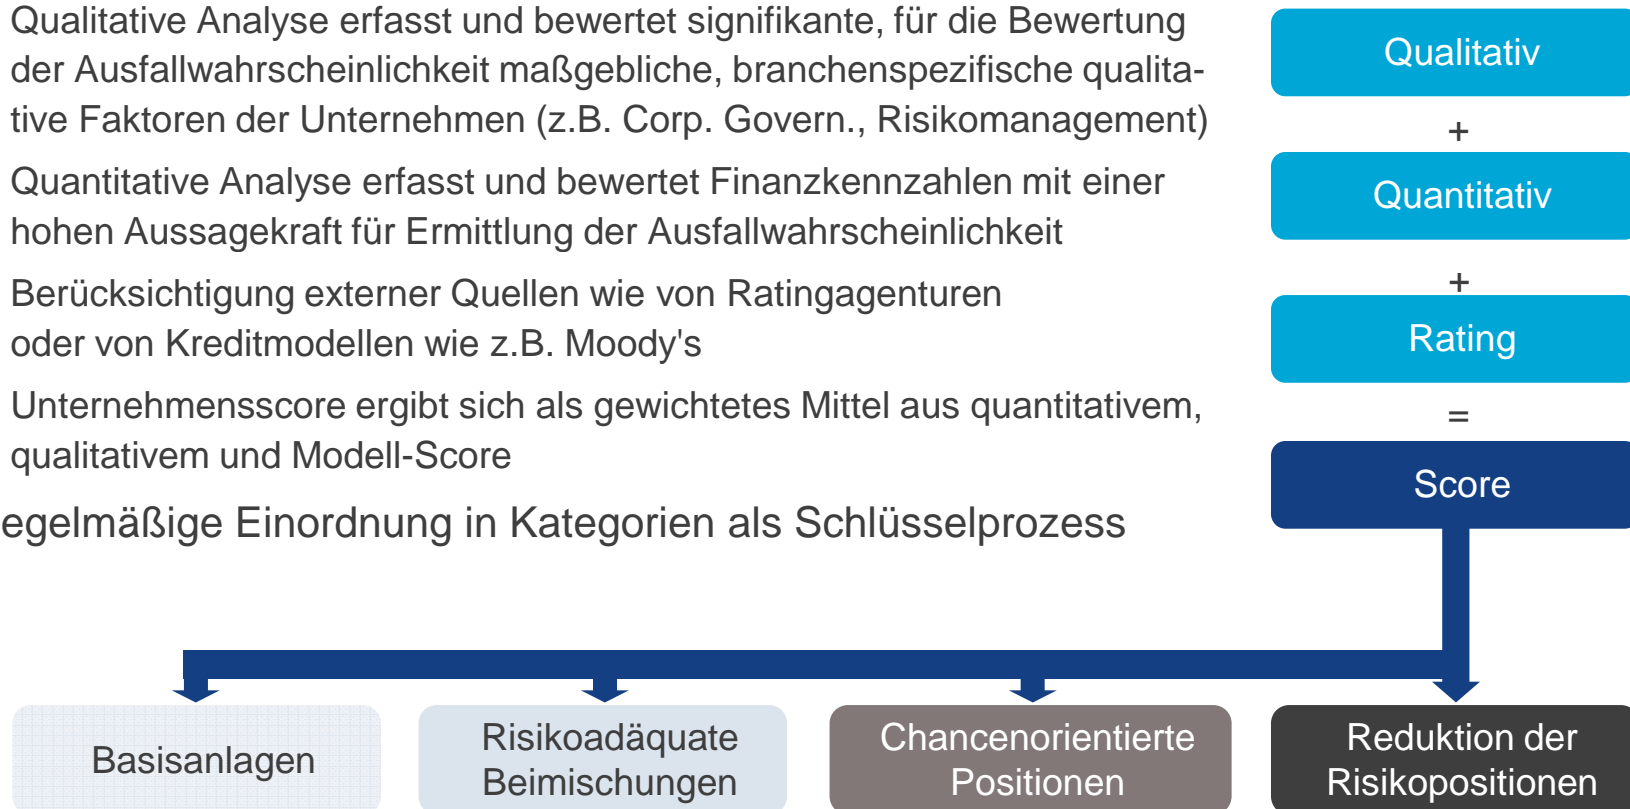 Qualitative Analyse erfasst und bewertet signifikante, für die Bewertung
der Ausfallwahrscheinlichkeit maßgebliche, branchenspezifische qualita-
tive Faktoren der Unternehmen (z.B. Corp. Govern., Risikomanagement)
Quantitative Analyse erfasst und bewertet Finanzkennzahlen mit einer
hohen Aussagekraft für Ermittlung der Ausfallwahrscheinlichkeit
Berücksichtigung externer Quellen wie von Ratingagenturen
oder von Kreditmodellen wie z.B. Moody's
Unternehmensscore ergibt sich als gewichtetes Mittel aus quantitativem,
qualitativem und Modell-Score
egelmäßige Einordnung in Kategorien als Schlüsselprozess
Qualitativ
+
Quantitativ
+
Rating
=
Score
Basisanlagen
Risikoadäquate
Beimischungen
Chancenorientierte
Positionen
Reduktion der
Risikopositionen